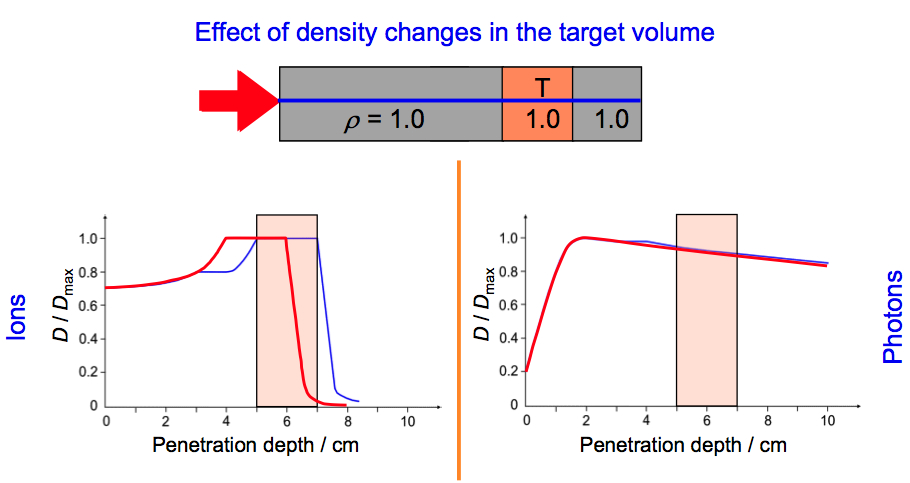 Effect of density changes in the target volume
T
ρ = 1.0
1.0
1.0
Ions
D / Dmax
1.0
0.8
0.6
0.4
0.2
0
0
2
4
6
8
10
Penetration depth / cm
D / Dmax
1.0
0.8
0.6
0.4
0.2
0
0
2
4
6
8
10
Penetration depth / cm
Photons